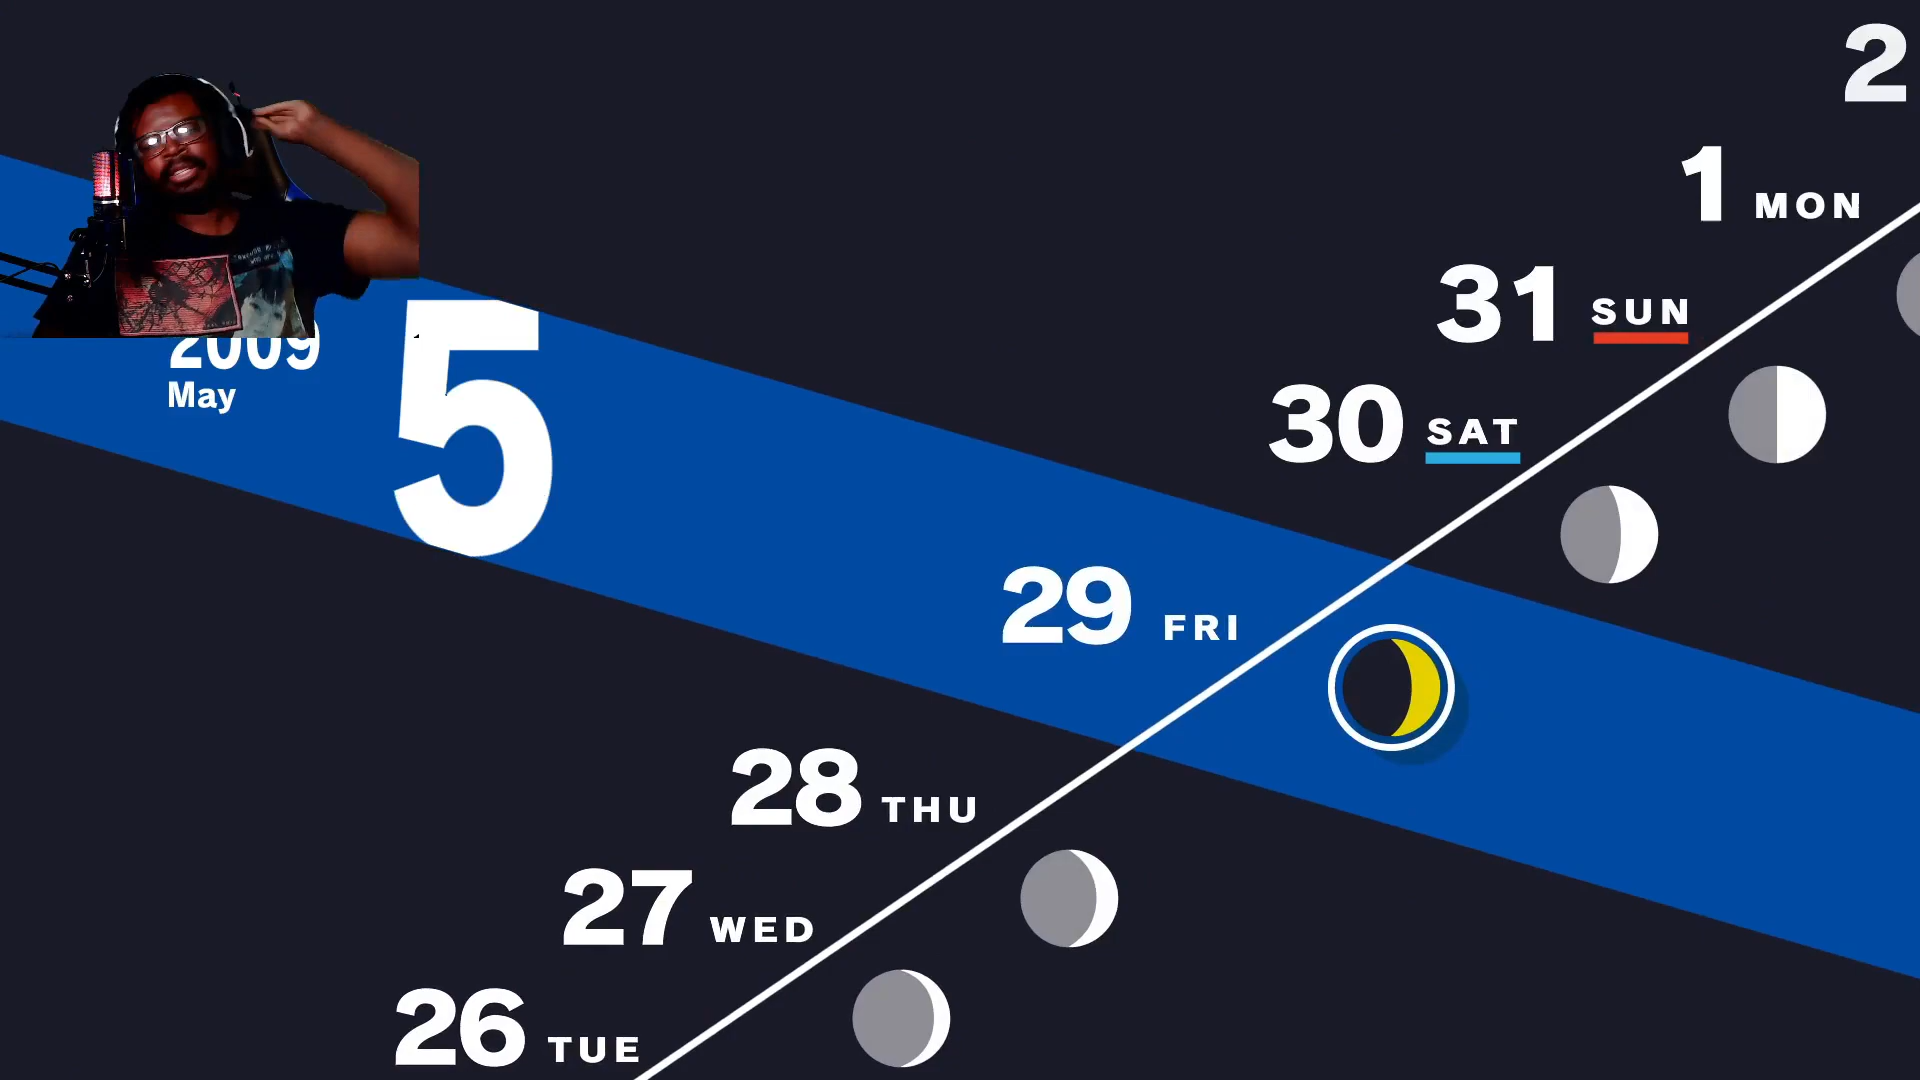 2
1 MON
31 SUN
30 SAT
2009
May
5
29 FRI
28 THU
27 WED
26 TUE